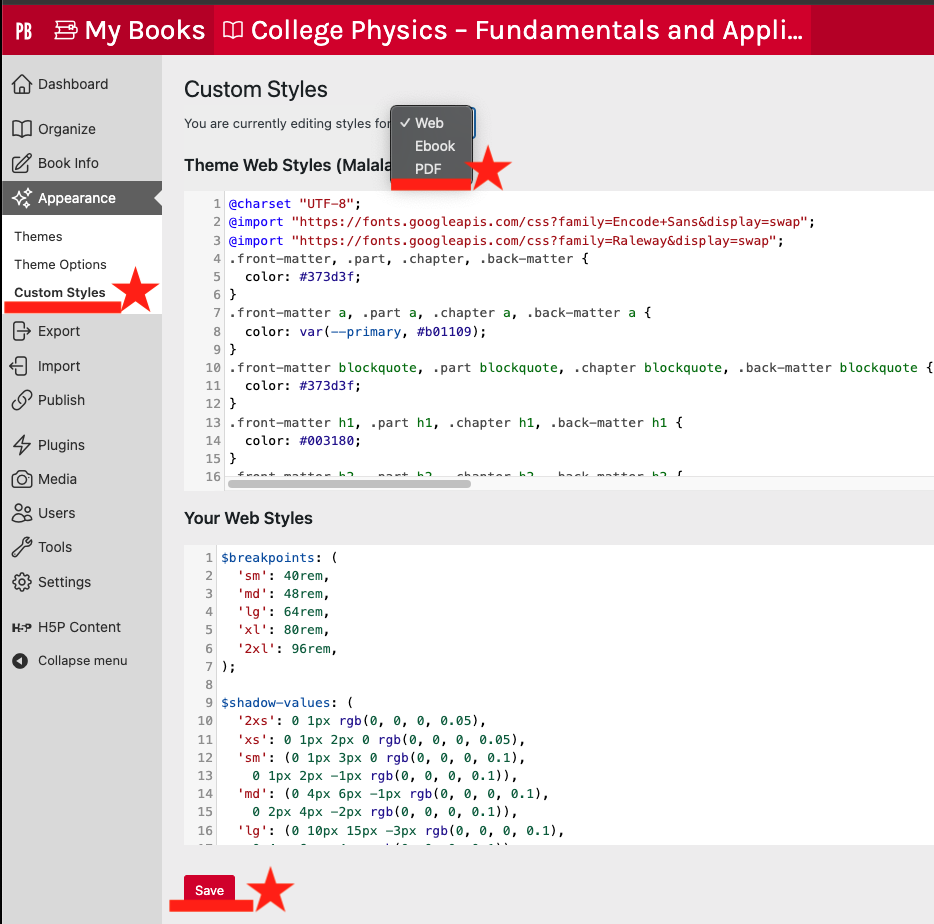 PB My Books College Physics – Fundamentals and Appli...
Dashboard
Organize
Book Info
Appearance
Themes
Theme Options
Custom Styles
Export
Import
Publish
Plugins
Media
Users
Tools
Settings
H-P H5P Content
Collapse menu
Custom Styles
You are currently editing styles for
✓ Web
Ebook
PDF
Theme Web Styles (Malala
1 @charset "UTF-8";
2 @import "https://fonts.googleapis.com/css?family=Encode+Sans&display=swap";
3 @import "https://fonts.googleapis.com/css?family=Raleway&display=swap";
4 .front-matter, .part, .chapter, .back-matter {
5 color: #373d3f;
6 }
7 .front-matter a, .part a, .chapter a, .back-matter a {
8 color: var(--primary, #b01109);
9 }
10 .front-matter blockquote, .part blockquote, .chapter blockquote, .back-matter blockquote {
11 color: #373d3f;
12 }
13 .front-matter h1, .part h1, .chapter h1, .back-matter h1 {
14 color: #003180;
15 }
16 .front-matter h2, .part h2, .chapter h2, .back-matter h2 {
Your Web Styles
1 $breakpoints: (
2 'sm': 40rem,
3 'md': 48rem,
4 'lg': 64rem,
5 'xl': 80rem,
6 '2xl': 96rem,
7 );
8
9 $shadow-values: (
10 '2xs': 0 1px rgb(0, 0, 0, 0.05),
11 'xs': 0 1px 2px 0 rgb(0, 0, 0, 0.05),
12 'sm': (0 1px 3px 0 rgb(0, 0, 0, 0.1),
0 1px 2px -1px rgb(0, 0, 0, 0.1)),
14 'md': (0 4px 6px -1px rgb(0, 0, 0, 0.1),
15 0 2px 4px -2px rgb(0, 0, 0, 0.1)),
16 'lg': (0 10px 15px -3px rgb(0, 0, 0, 0.1),
Save